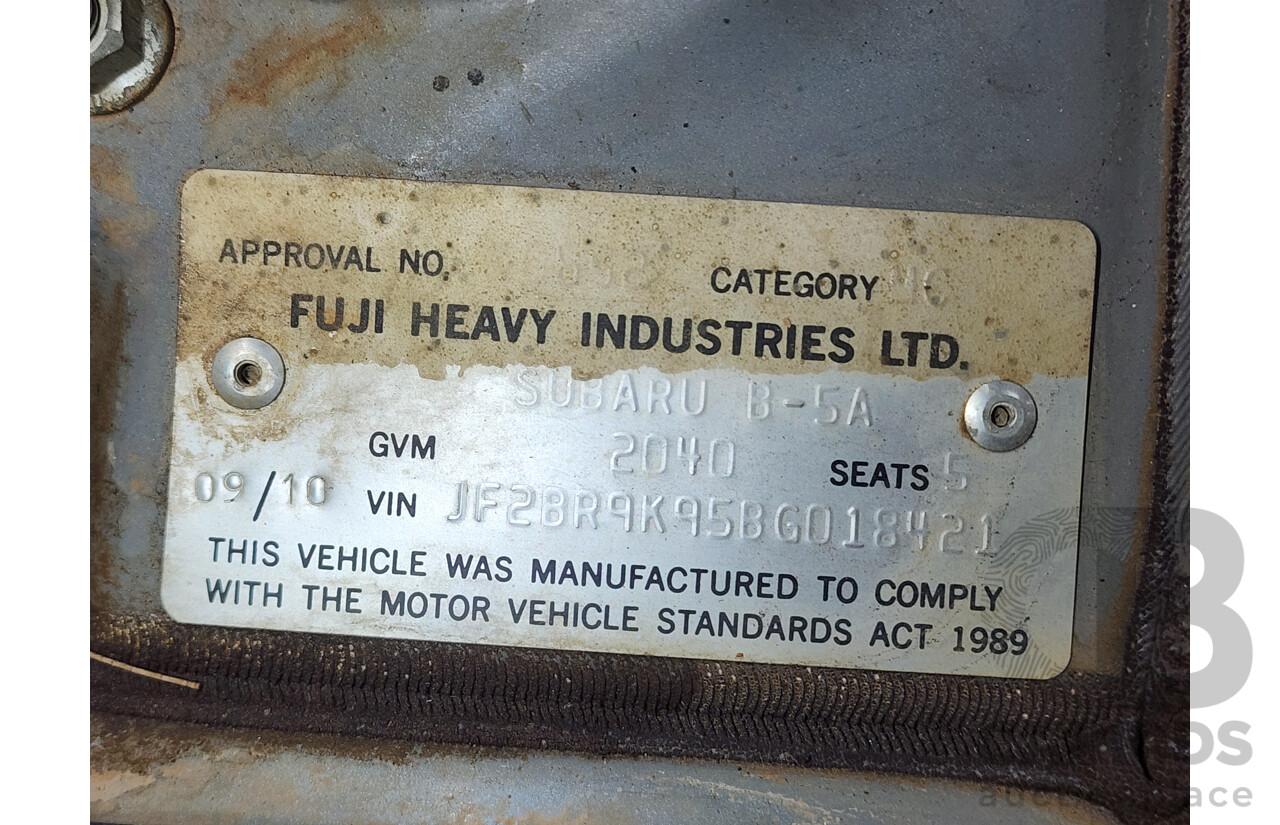 APPROVAL NO. CATEGORY MC
FUJI HEAVY INDUSTRIES LTD.
SUBARU B-5A
GVM 2040 SEATS 5
09/10 VIN JF2BR9K95BG018421
THIS VEHICLE WAS MANUFACTURED TO COMPLY
WITH THE MOTOR VEHICLE STANDARDS ACT 1989